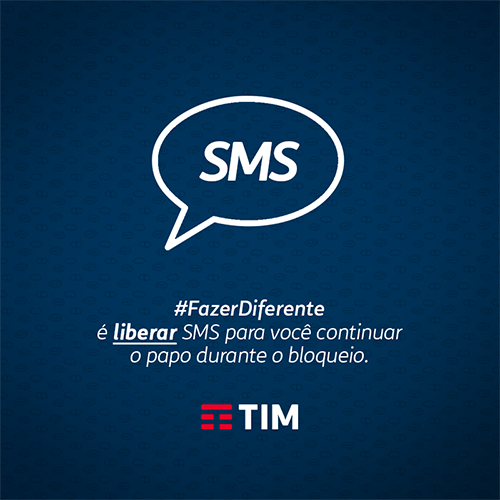 SMS
#FazerDiferente
é liberar SMS para você continuar
o papo durante o bloqueio.
TIM